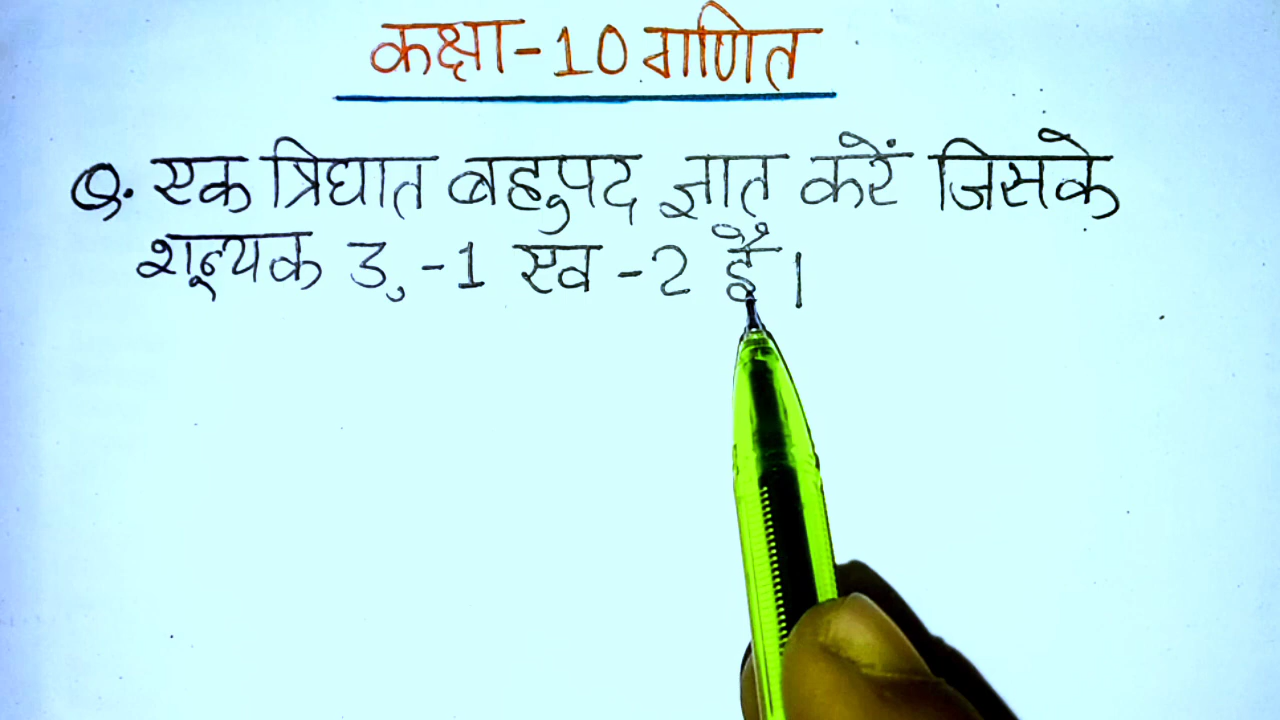 कक्षा-10 गणित
Q. एक त्रिघात बहुपद ज्ञात करें जिसके
शून्यक 3, -1 एवं -2 है।